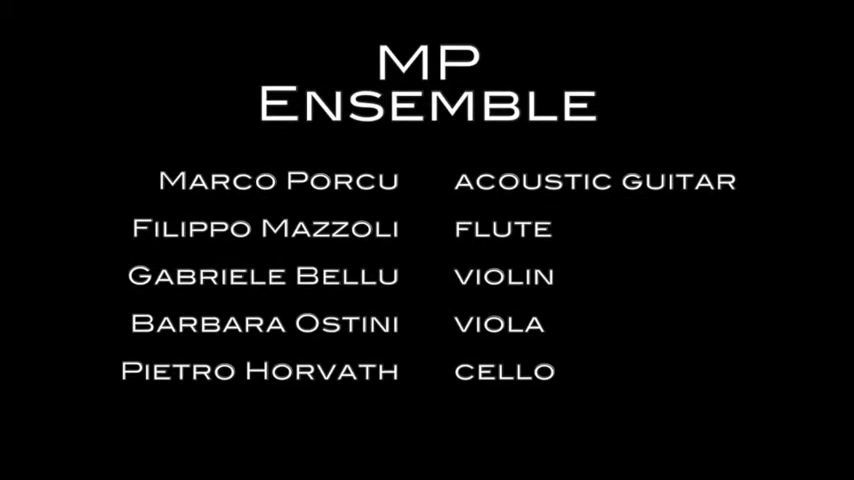 MP
Ensemble
Marco Porcu acoustic guitar
Filippo Mazzoli flute
Gabriele Bellu violin
Barbara Ostini viola
Pietro Horvath cello